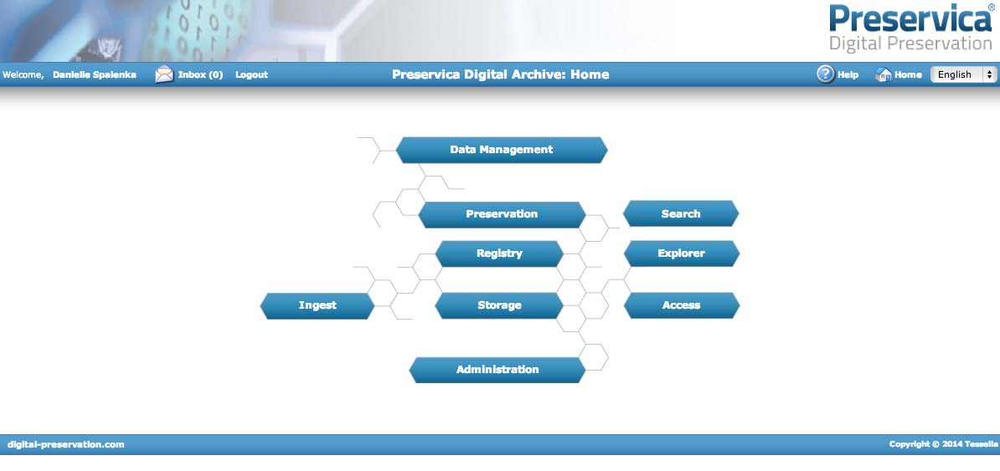 Preservica®
Digital Preservation
Welcome, Danielle Spalenka Inbox (0) Logout Preservica Digital Archive: Home Help Home English
Data Management
Preservation Search
Registry Explorer
Ingest Storage Access
Administration
digital-preservation.com Copyright © 2014 Tessella